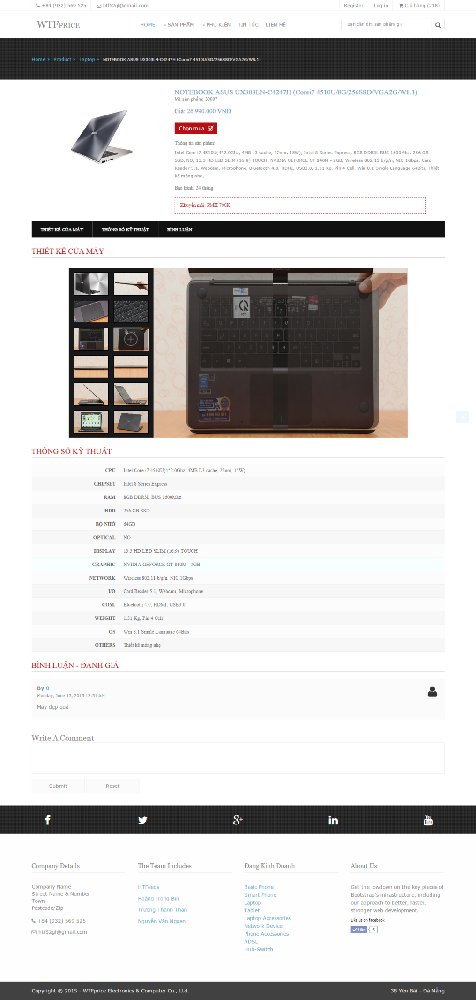 +84 (932) 569 525
htf52gl@gmail.com
Register
Log in
Giỏ hàng (218)
WTFPRICE
HOME
SẢN PHẨM
PHỤ KIỆN
TIN TỨC
LIÊN HỆ
Bạn cần tìm sản phẩm gì?
Home » Product » Laptop » NOTEBOOK ASUS UX303LN-C4247H (Corei7 4510U/8G/256SSD/VGA2G/W8.1)
NOTEBOOK ASUS UX303LN-C4247H (Corei7 4510U/8G/256SSD/VGA2G/W8.1)
Mã sản phẩm: 30007
Giá: 26.990.000 VNĐ
Chọn mua
Thông tin sản phẩm:
Intel Core i7 4510U(4*2.0Ghz, 4MB L3 cache, 22nm, 15W), Intel 8 Series Express, 8GB DDR3L BUS 1600Mhz, 256 GB
SSD, NO, 13.3 HD LED SLIM (16:9) TOUCH, NVIDIA GEFORCE GT 840M - 2GB, Wireless 802.11 b/g/n, NIC 1Gbps, Card
Reader 5.1, Webcam, Microphone, Bluetooth 4.0, HDMI, USB3.0, 1.31 Kg, Pin 4 Cell, Win 8.1 Single Language 64Bits, Thiết
kế mỏng nhẹ,
Bảo hành: 24 tháng
Khuyến mãi: PMH 700K
THIẾT KẾ CỦA MÁY
THÔNG SỐ KỸ THUẬT
BÌNH LUẬN
THIẾT KẾ CỦA MÁY
ICT
HDMI
THÔNG SỐ KỸ THUẬT
CPU Intel Core i7 4510U(4*2.0Ghz, 4MB L3 cache, 22nm, 15W)
CHIPSET Intel 8 Series Express
RAM 8GB DDR3L BUS 1600Mhz
HDD 256 GB SSD
BỘ NHỚ 64GB
OPTICAL NO
DISPLAY 13.3 HD LED SLIM (16:9) TOUCH
GRAPHIC NVIDIA GEFORCE GT 840M - 2GB
NETWORK Wireless 802.11 b/g/n, NIC 1Gbps
I/O Card Reader 5.1, Webcam, Microphone
COM. Bluetooth 4.0, HDMI, USB3.0
WEIGHT 1.31 Kg, Pin 4 Cell
OS Win 8.1 Single Language 64Bits
OTHERS Thiết kế mỏng nhẹ
BÌNH LUẬN - ĐÁNH GIÁ
By 0
Monday, June 15, 2015 12:51 AM
Máy đẹp quá
Write A Comment
Submit
Reset
You
Tube
Company Details
Company Name
Street Name & Number
Town
Postcode/Zip
+84 (932) 569 525
htf52gl@gmail.com
The Team Includes
HTFeeds
Hoàng Trọng Bin
Trương Thanh Thân
Nguyễn Văn Ngoan
Đang Kinh Doanh
Basic Phone
Smart Phone
Laptop
Tablet
Laptop Accessories
Network Device
Phone Accessories
ADSL
Hub-Switch
About Us
Get the lowdown on the key pieces of
Bootstrap's infrastructure, including
our approach to better, faster,
stronger web development.
Like us on facebook
Like 5
Copyright © 2015 - WTFprice Electronics & Computer Co., Ltd.
38 Yên Bái - Đà Nẵng